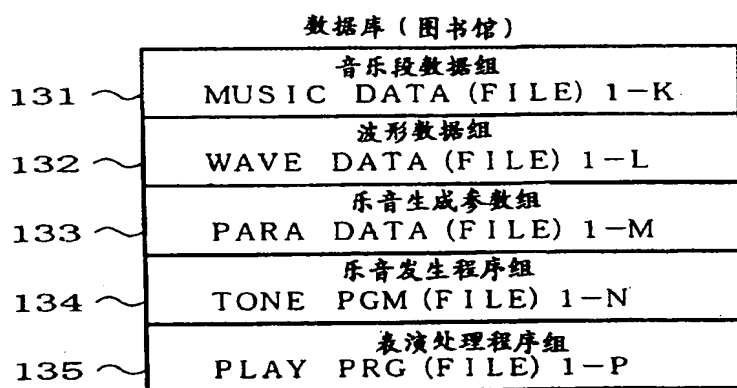 数据库(图书馆)
音乐段数据组
131 MUSIC DATA (FILE) 1-K
波形数据组
132 WAVE DATA (FILE) 1-L
乐音生成参数组
133 PARA DATA (FILE) 1-M
乐音发生程序组
134 TONE PGM (FILE) 1-N
表演处理程序组
135 PLAY PRG (FILE) 1-P